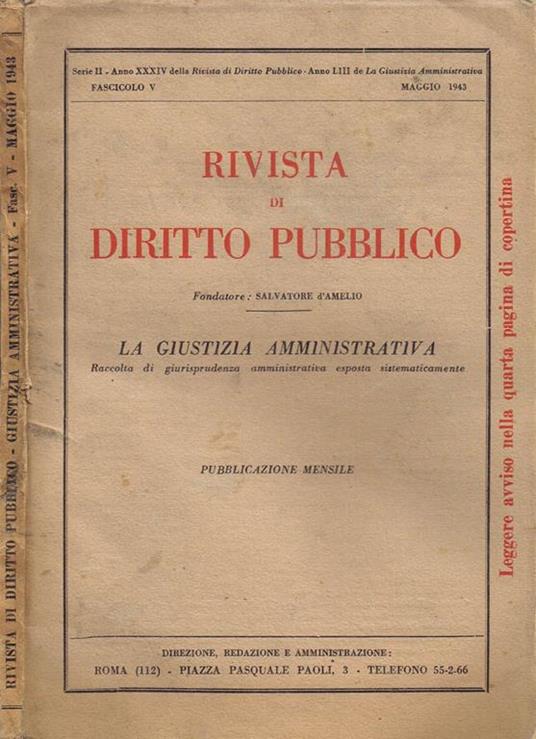 Serie II - Anno XXXIV della Rivista di Diritto Pubblico - Anno LIII de La Giustizia Amministrativa
FASCICOLO V MAGGIO 1943
RIVISTA
DI
DIRITTO PUBBLICO
Fondatore: SALVATORE d'AMELIO
LA GIUSTIZIA AMMINISTRATIVA
Raccolta di giurisprudenza amministrativa esposta sistematicamente
PUBBLICAZIONE MENSILE
DIREZIONE, REDAZIONE E AMMINISTRAZIONE:
ROMA (112) - PIAZZA PASQUALE PAOLI, 3 - TELEFONO 55-2-66
Leggere avviso nella quarta pagina di copertina
RIVISTA DI DIRITTO PUBBLICO - GIUSTIZIA AMMINISTRATIVA - Fasc. V - MAGGIO 1943